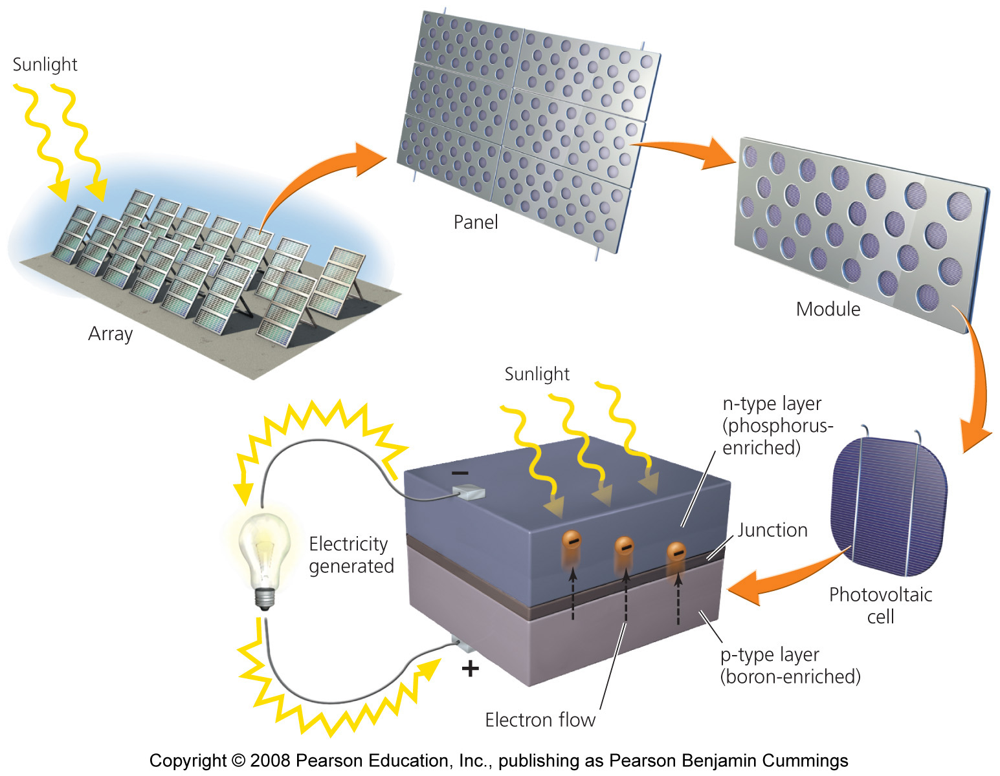 Sunlight
Panel
Module
Array
Sunlight
n-type layer
(phosphorus-
enriched)
−
Junction
Electricity
generated
Photovoltaic
cell
+
p-type layer
(boron-enriched)
Electron flow
Copyright © 2008 Pearson Education, Inc., publishing as Pearson Benjamin Cummings